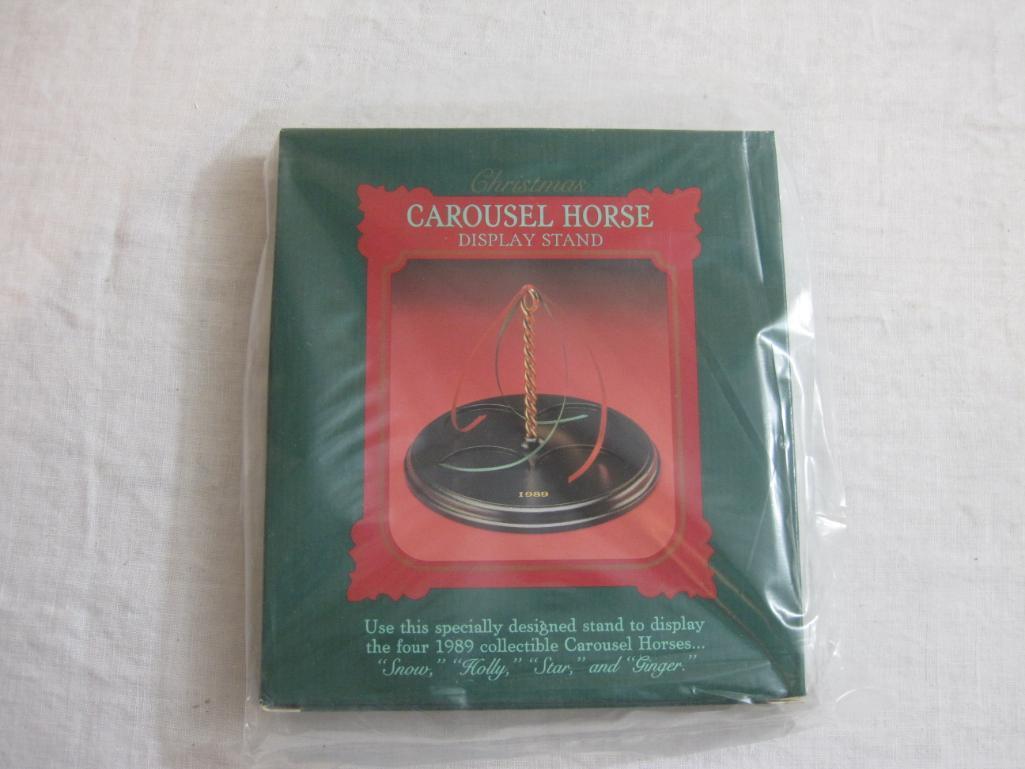 Christmas
CAROUSEL HORSE
DISPLAY STAND
1989
Use this specially designed stand to display
the four 1989 collectible Carousel Horses...
“Snow,” “Holly,” “Star,” and “Ginger.”